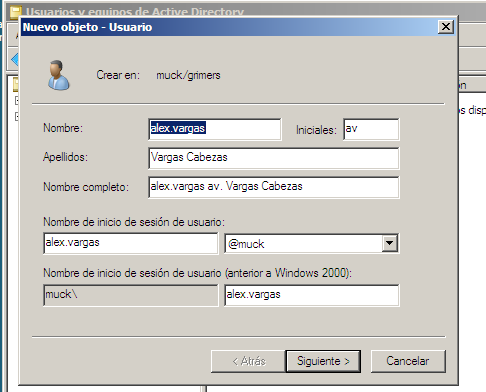 Usuarios y equipos de Active Directory
Nuevo objeto - Usuario
Crear en: muck/grimers
Nombre: alex.vargas Iniciales: av
Apellidos: Vargas Cabezas
Nombre completo: alex.vargas av. Vargas Cabezas
Nombre de inicio de sesión de usuario:
alex.vargas @muck
Nombre de inicio de sesión de usuario (anterior a Windows 2000):
muck\ alex.vargas
< Atrás Siguiente > Cancelar